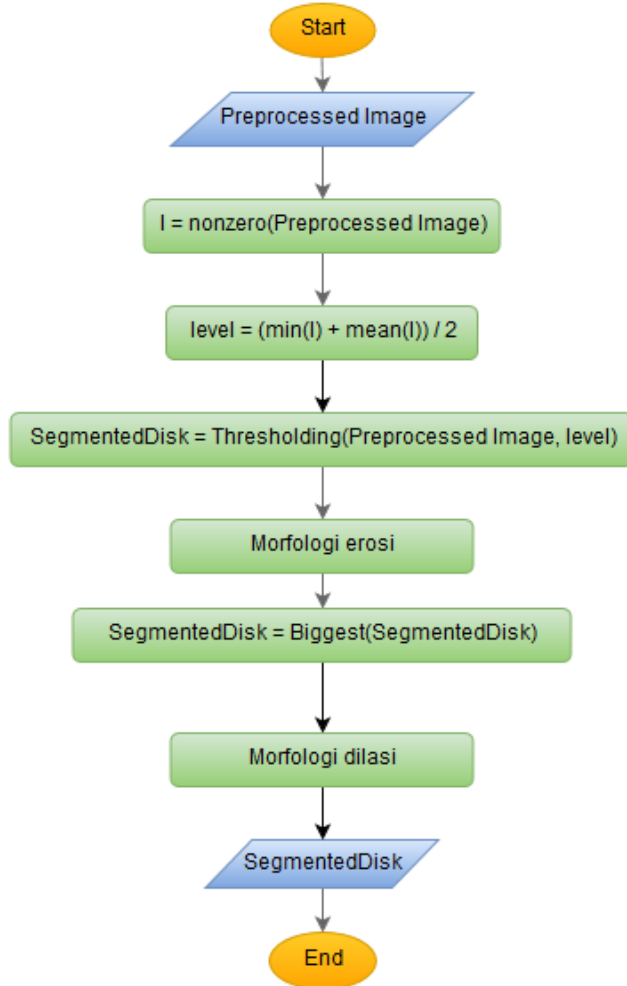 Start
Preprocessed Image
I = nonzero(Preprocessed Image)
level = (min(I) + mean(I)) / 2
SegmentedDisk = Thresholding(Preprocessed Image, level)
Morfologi erosi
SegmentedDisk = Biggest(SegmentedDisk)
Morfologi dilasi
SegmentedDisk
End